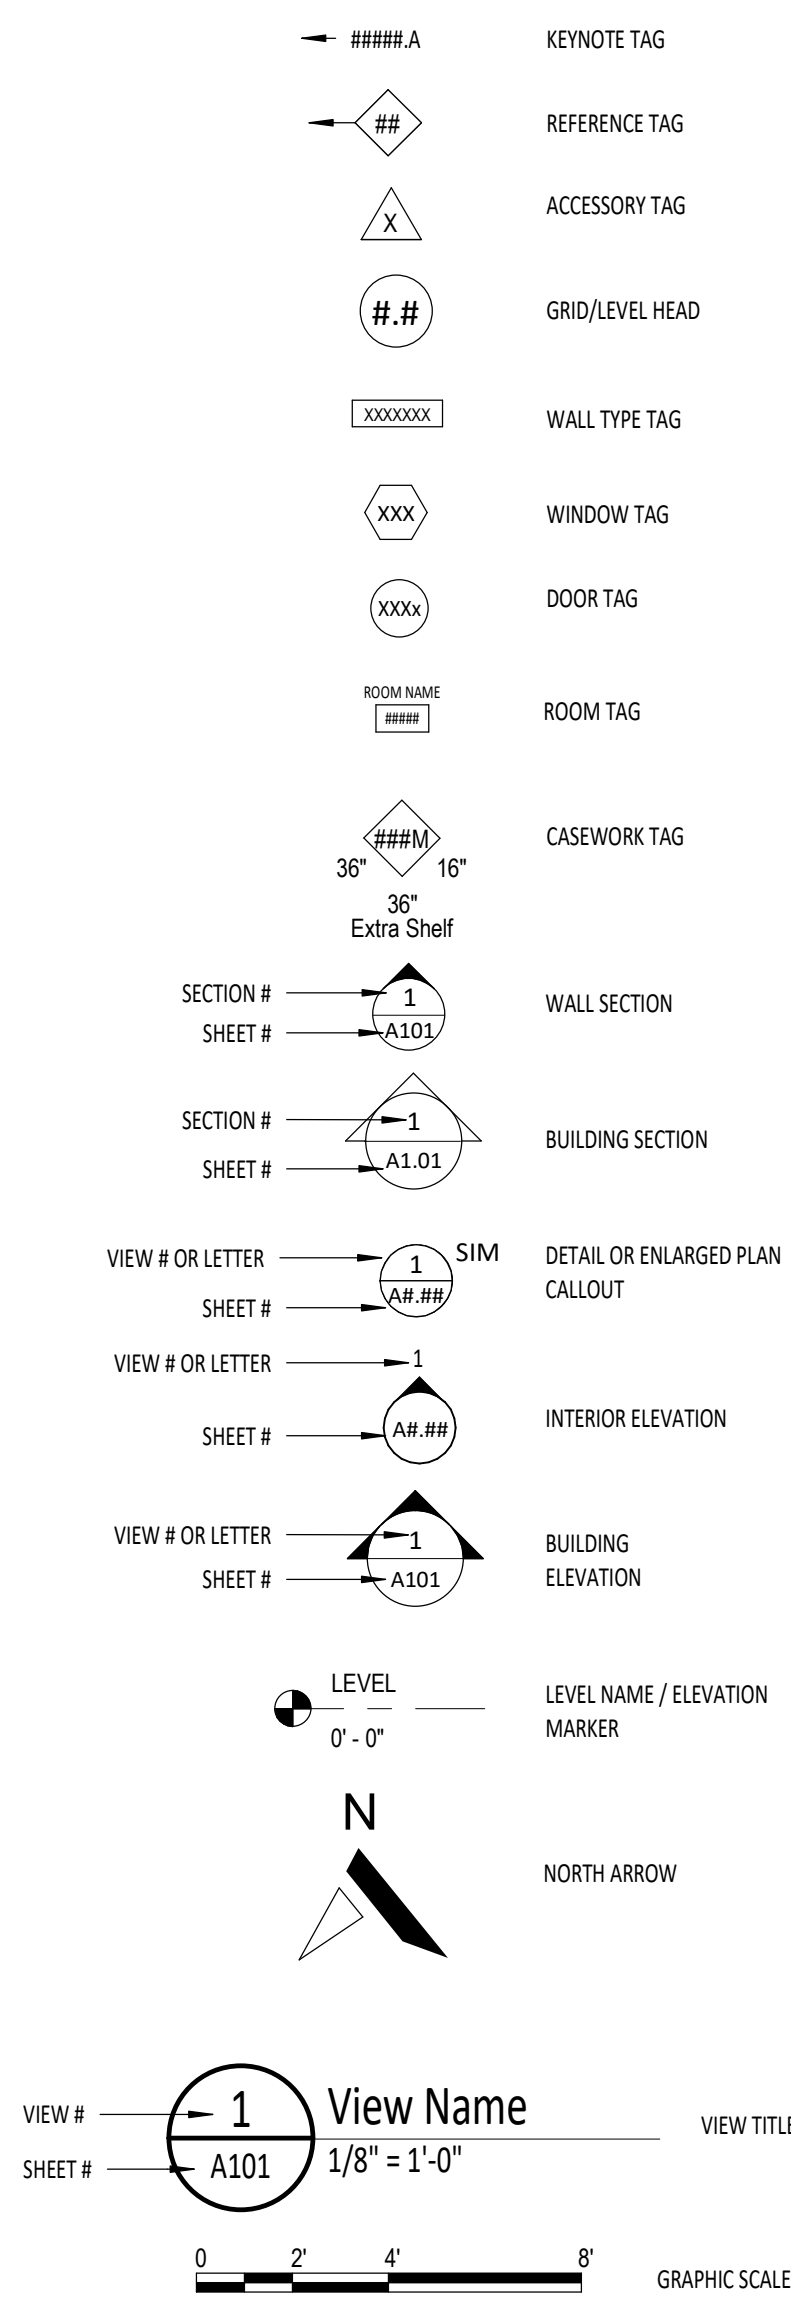 #####.A KEYNOTE TAG
## REFERENCE TAG
X ACCESSORY TAG
#.# GRID/LEVEL HEAD
XXXXXXX WALL TYPE TAG
XXX WINDOW TAG
XXXx DOOR TAG
ROOM NAME
##### ROOM TAG
###M CASEWORK TAG
36" 16"
36"
Extra Shelf
SECTION # 1 WALL SECTION
SHEET # A101
SECTION # 1 BUILDING SECTION
SHEET # A1.01
VIEW # OR LETTER 1 SIM DETAIL OR ENLARGED PLAN
CALLOUT
SHEET # A#.##
VIEW # OR LETTER 1
SHEET # A#.## INTERIOR ELEVATION
VIEW # OR LETTER 1 BUILDING
SHEET # A101 ELEVATION
LEVEL LEVEL NAME / ELEVATION
0' - 0" MARKER
N
NORTH ARROW
VIEW # 1 View Name VIEW TITLE
SHEET # A101 1/8" = 1'-0"
0 2' 4' 8'
GRAPHIC SCALE